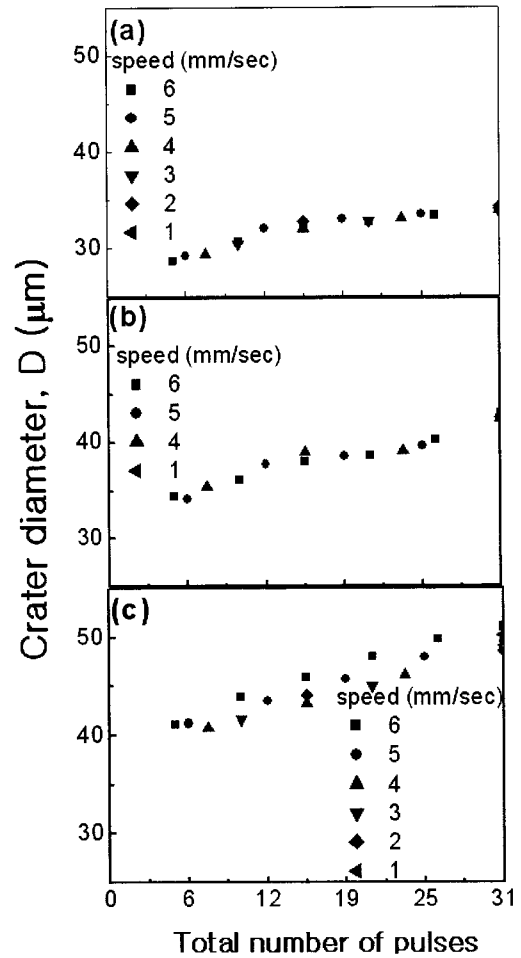 (a)
speed (mm/sec)
6
5
4
3
2
1
50
40
30
(b)
speed (mm/sec)
6
5
4
1
50
40
30
(c)
speed (mm/sec)
6
5
4
3
2
1
50
40
30
0 6 12 19 25 31
Total number of pulses
Crater diameter, D (μm)